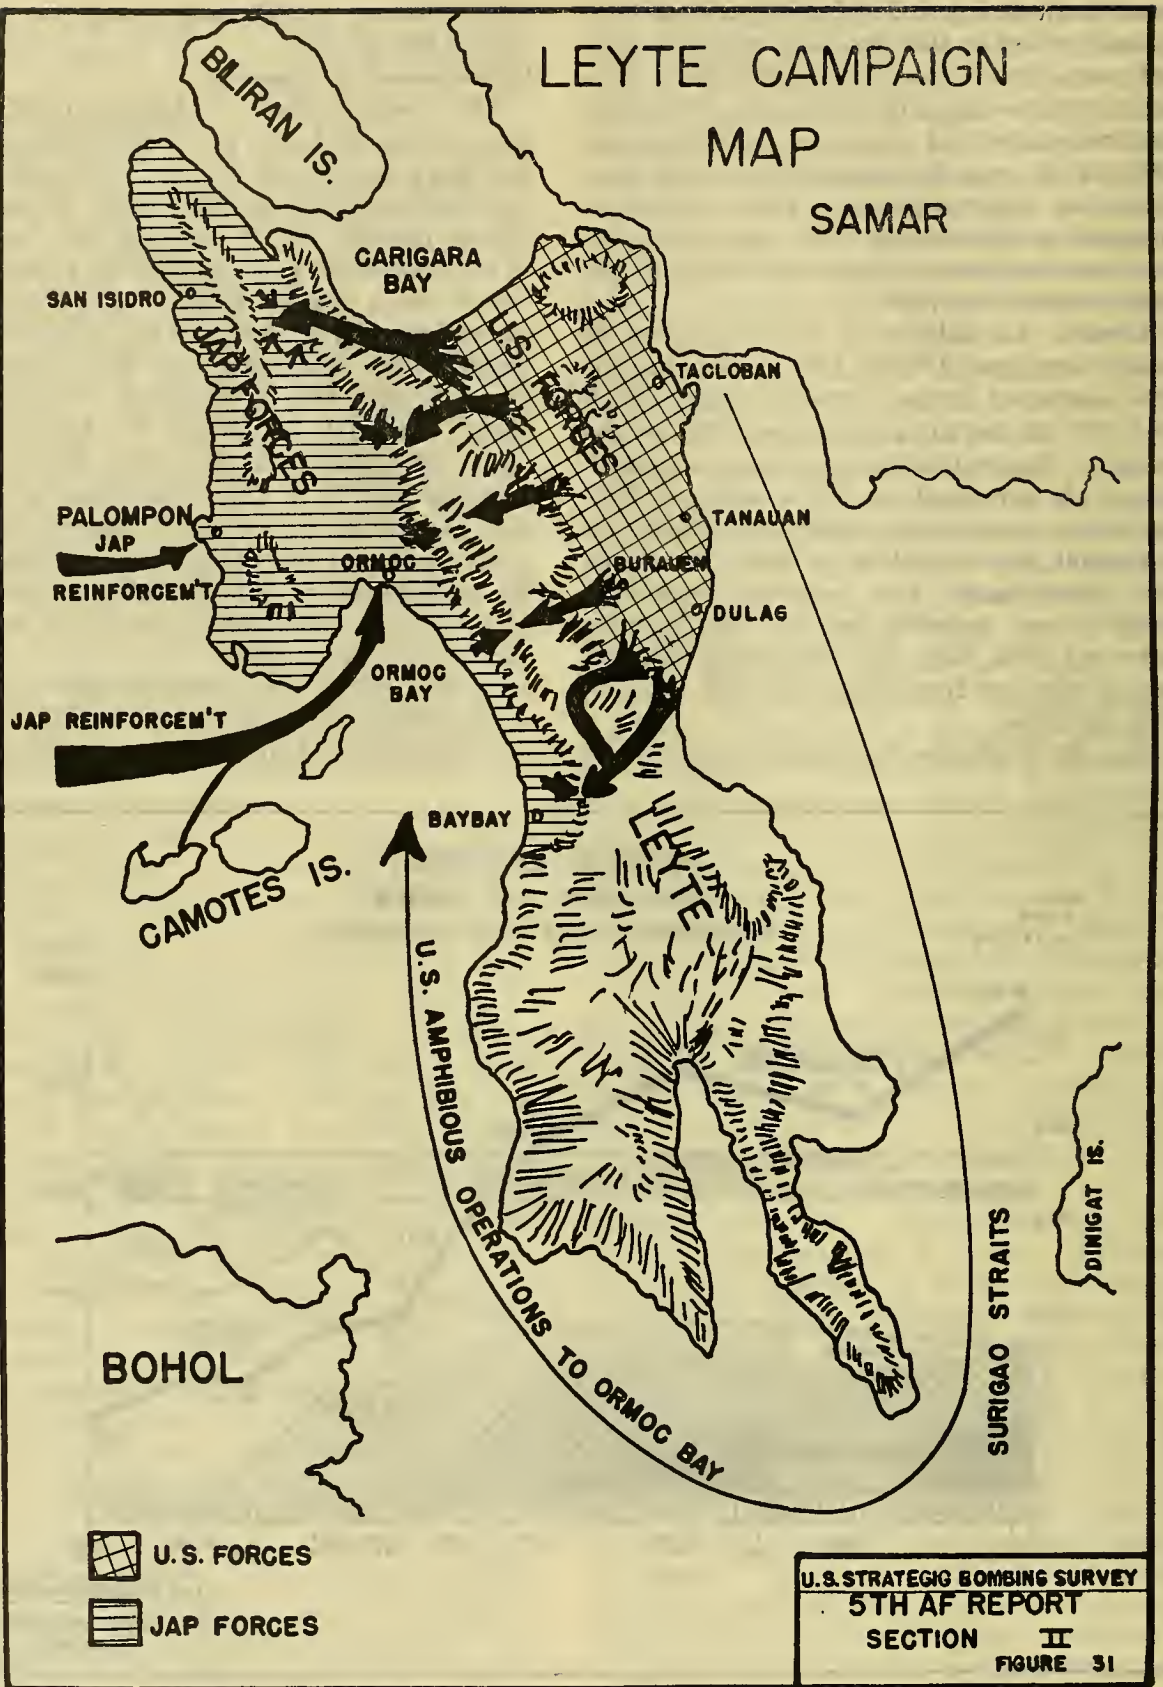 LEYTE CAMPAIGN
MAP
SAMAR
BILIRAN IS.
CARIGARA
BAY
SAN ISIDRO
JAP FORCES
U.S. FORCES
TACLOBAN
PALOMPON
JAP
REINFORCEM'T
ORMOC
TANAUAN
BURAUEN
DULAG
ORMOC
BAY
JAP REINFORCEM'T
BAYBAY
LEYTE
CAMOTES IS.
U.S. AMPHIBIOUS OPERATIONS TO ORMOC BAY
DINIGAT IS.
SURIGAO STRAITS
BOHOL
U.S. FORCES
JAP FORCES
U.S. STRATEGIC BOMBING SURVEY
5TH AF REPORT
SECTION II
FIGURE 31